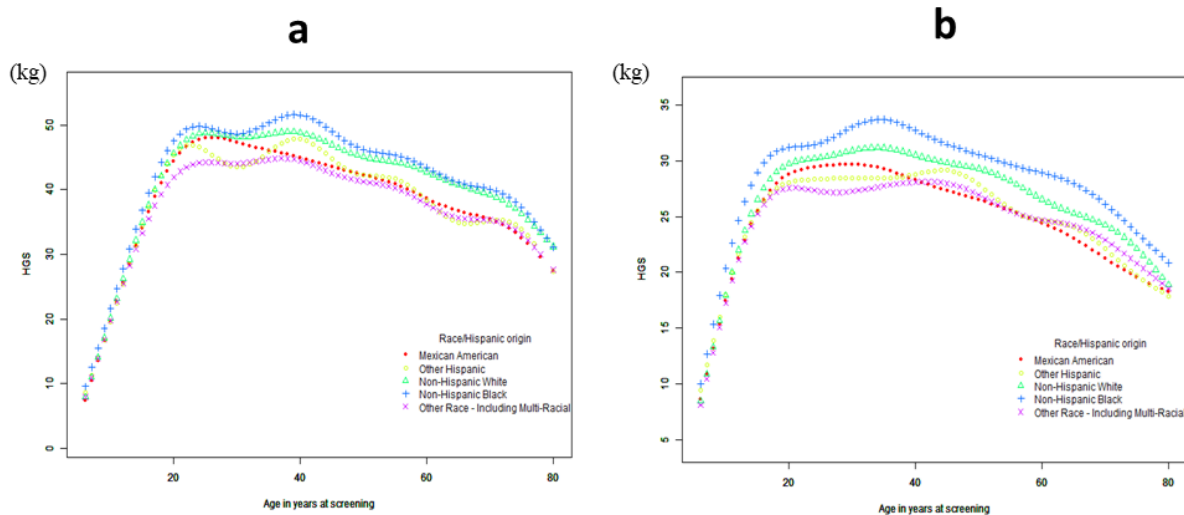 a
(kg)
50
40
30
20
10
0
HGS
20
40
60
80
Age in years at screening
Race/Hispanic origin
Mexican American
Other Hispanic
Non-Hispanic White
Non-Hispanic Black
Other Race - Including Multi-Racial
b
(kg)
35
30
25
20
15
10
5
HGS
20
40
60
80
Age in years at screening
Race/Hispanic origin
Mexican American
Other Hispanic
Non-Hispanic White
Non-Hispanic Black
Other Race - Including Multi-Racial